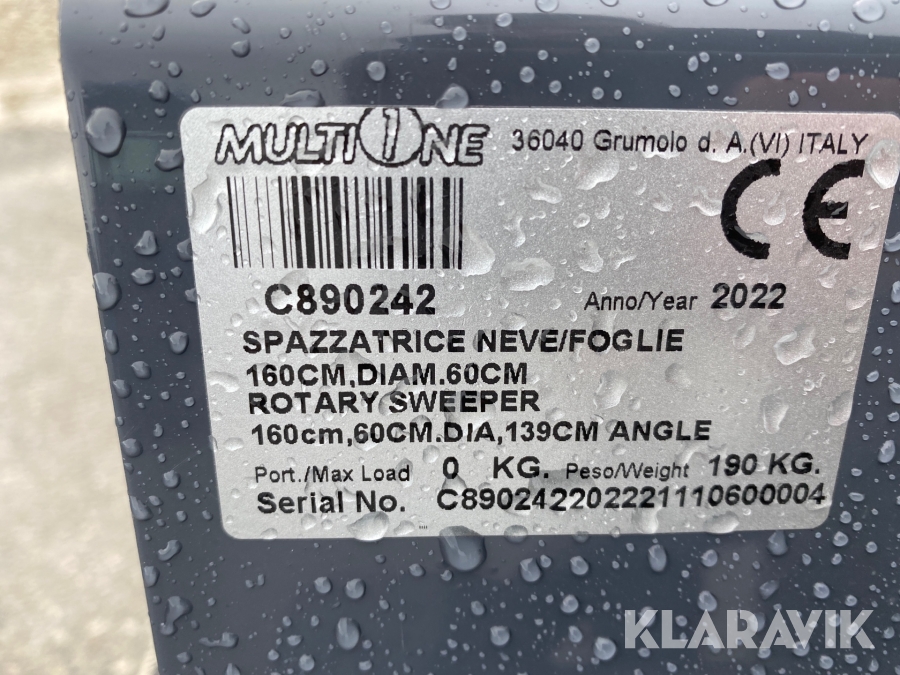 MULTIONE 36040 Grumolo d. A.(VI) ITALY
CE
C890242 Anno/Year 2022
SPAZZATRICE NEVE/FOGLIE
160CM,DIAM.60CM
ROTARY SWEEPER
160cm,60CM.DIA,139CM ANGLE
Port./Max Load 0 KG. Peso/Weight 190 KG.
Serial No. C890242202221110600004
KLARAVIK